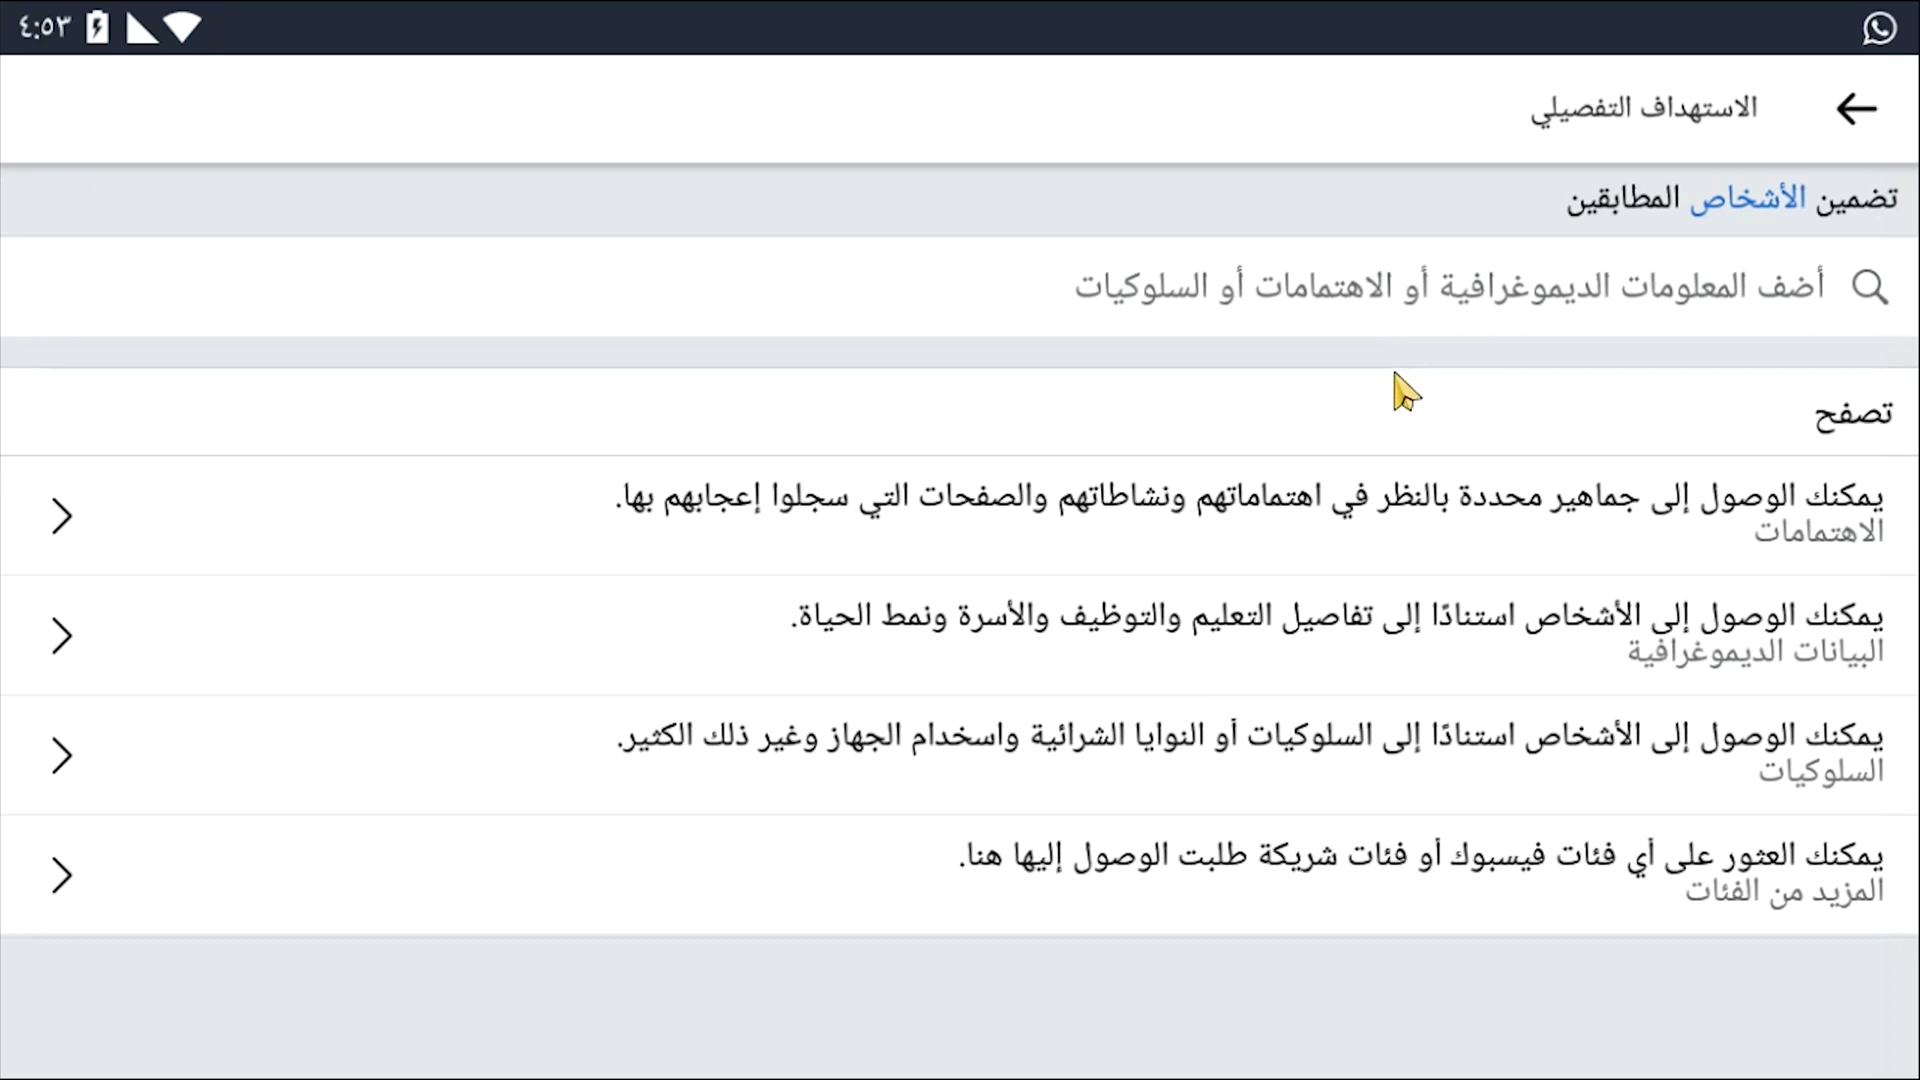 ٤:٥٣
الاستهداف التفصيلي
تضمين الأشخاص المطابقين
أضف المعلومات الديموغرافية أو الاهتمامات أو السلوكيات
تصفح
يمكنك الوصول إلى جماهير محددة بالنظر في اهتماماتهم ونشاطاتهم والصفحات التي سجلوا إعجابهم بها.
الاهتمامات
يمكنك الوصول إلى الأشخاص استنادًا إلى تفاصيل التعليم والتوظيف والأسرة ونمط الحياة.
البيانات الديموغرافية
يمكنك الوصول إلى الأشخاص استنادًا إلى السلوكيات أو النوايا الشرائية واسخدام الجهاز وغير ذلك الكثير.
السلوكيات
يمكنك العثور على أي فئات فيسبوك أو فئات شريكة طلبت الوصول إليها هنا.
المزيد من الفئات